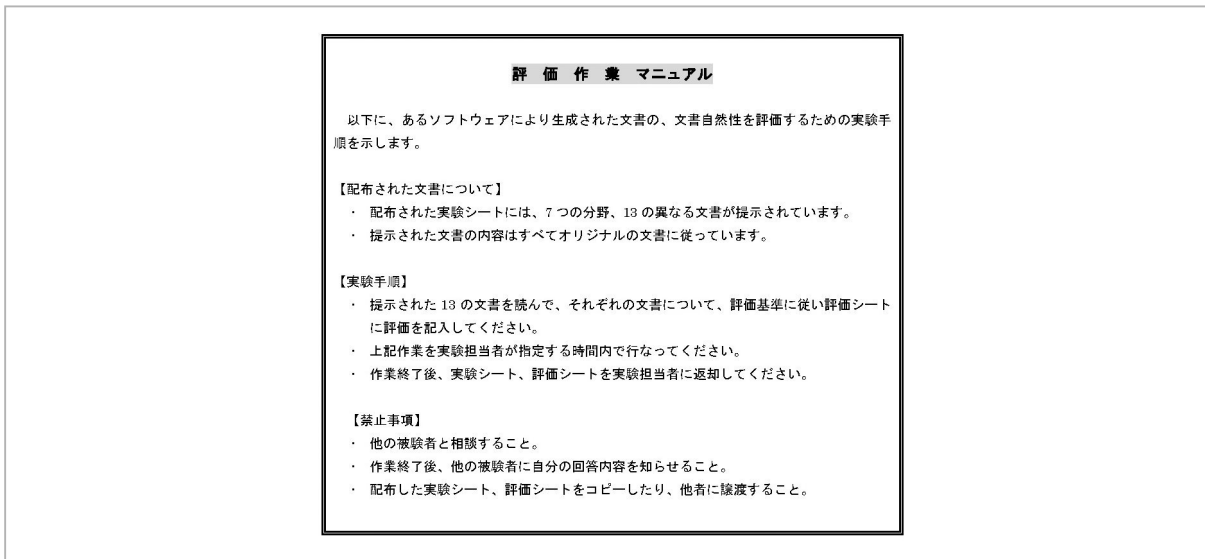 評 価 作 業 マニュアル
以下に、あるソフトウェアにより生成された文書の、文書自然性を評価するための実験手
順を示します。
【配布された文書について】
・ 配布された実験シートには、7 つの分野、13 の異なる文書が提示されています。
・ 提示された文書の内容はすべてオリジナルの文書に従っています。
【実験手順】
・ 提示された 13 の文書を読んで、それぞれの文書について、評価基準に従い評価シート
に評価を記入してください。
・ 上記作業を実験担当者が指定する時間内で行なってください。
・ 作業終了後、実験シート、評価シートを実験担当者に返却してください。
【禁止事項】
・ 他の被験者と相談すること。
・ 作業終了後、他の被験者に自分の回答内容を知らせること。
・ 配布した実験シート、評価シートをコピーしたり、他者に譲渡すること。